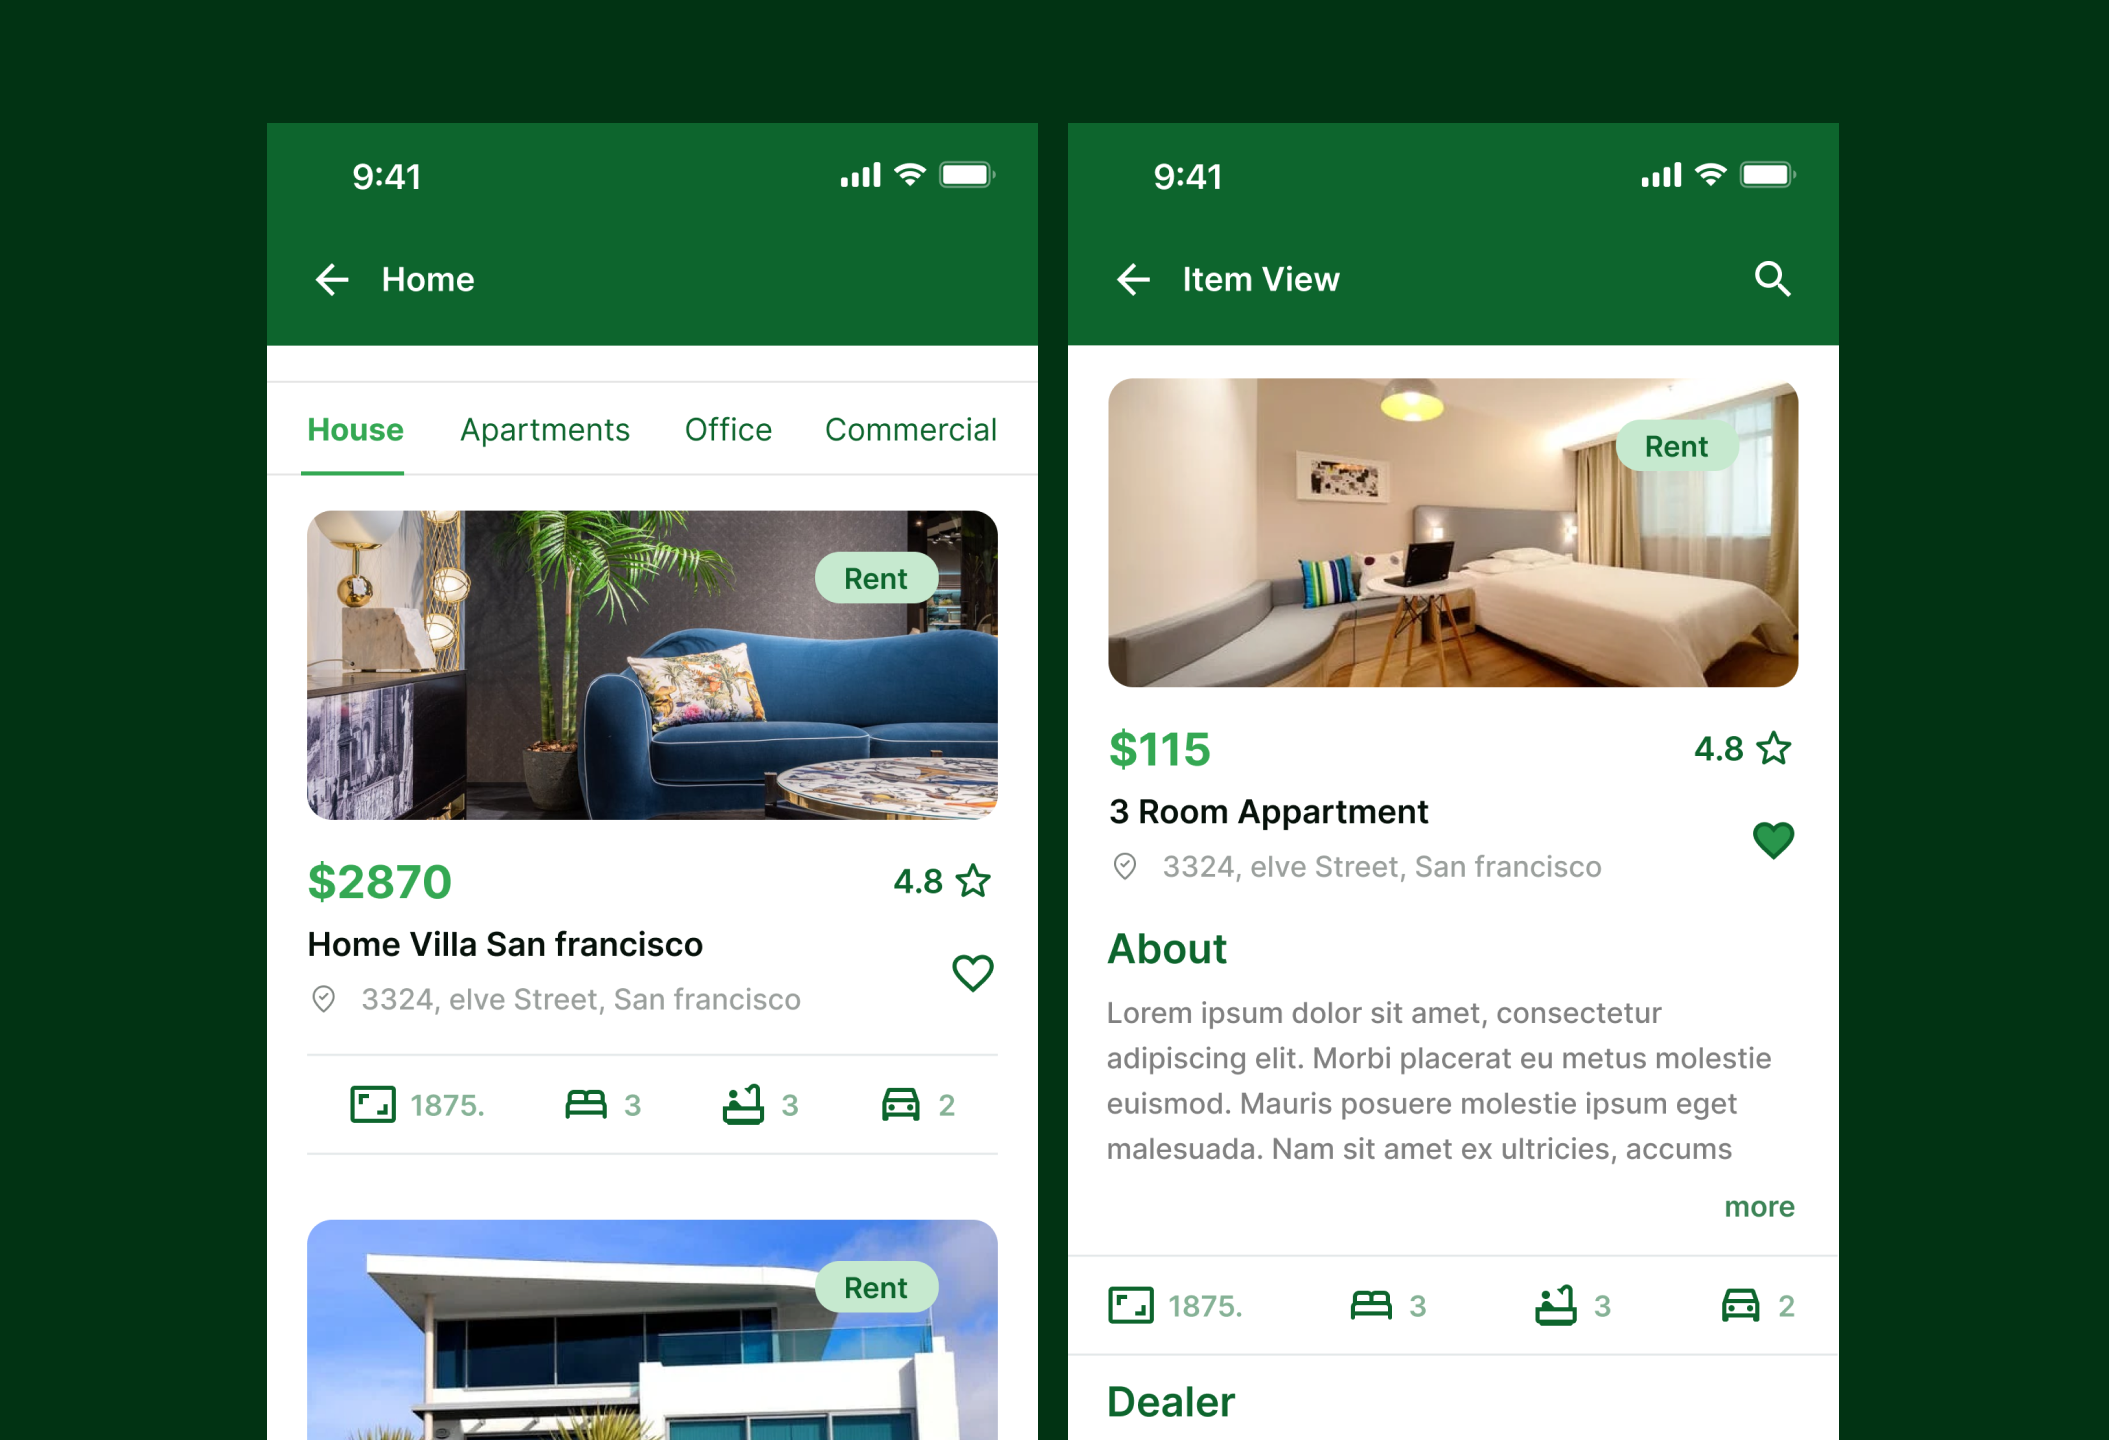 9:41
Home
House Apartments Office Commercial
Rent
$2870
4.8
Home Villa San francisco
3324, elve Street, San francisco
1875. 3 3 2
Rent
9:41
Item View
Rent
$115
4.8
3 Room Appartment
3324, elve Street, San francisco
About
Lorem ipsum dolor sit amet, consectetur
adipiscing elit. Morbi placerat eu metus molestie
euismod. Mauris posuere molestie ipsum eget
malesuada. Nam sit amet ex ultricies, accums
more
1875. 3 3 2
Dealer